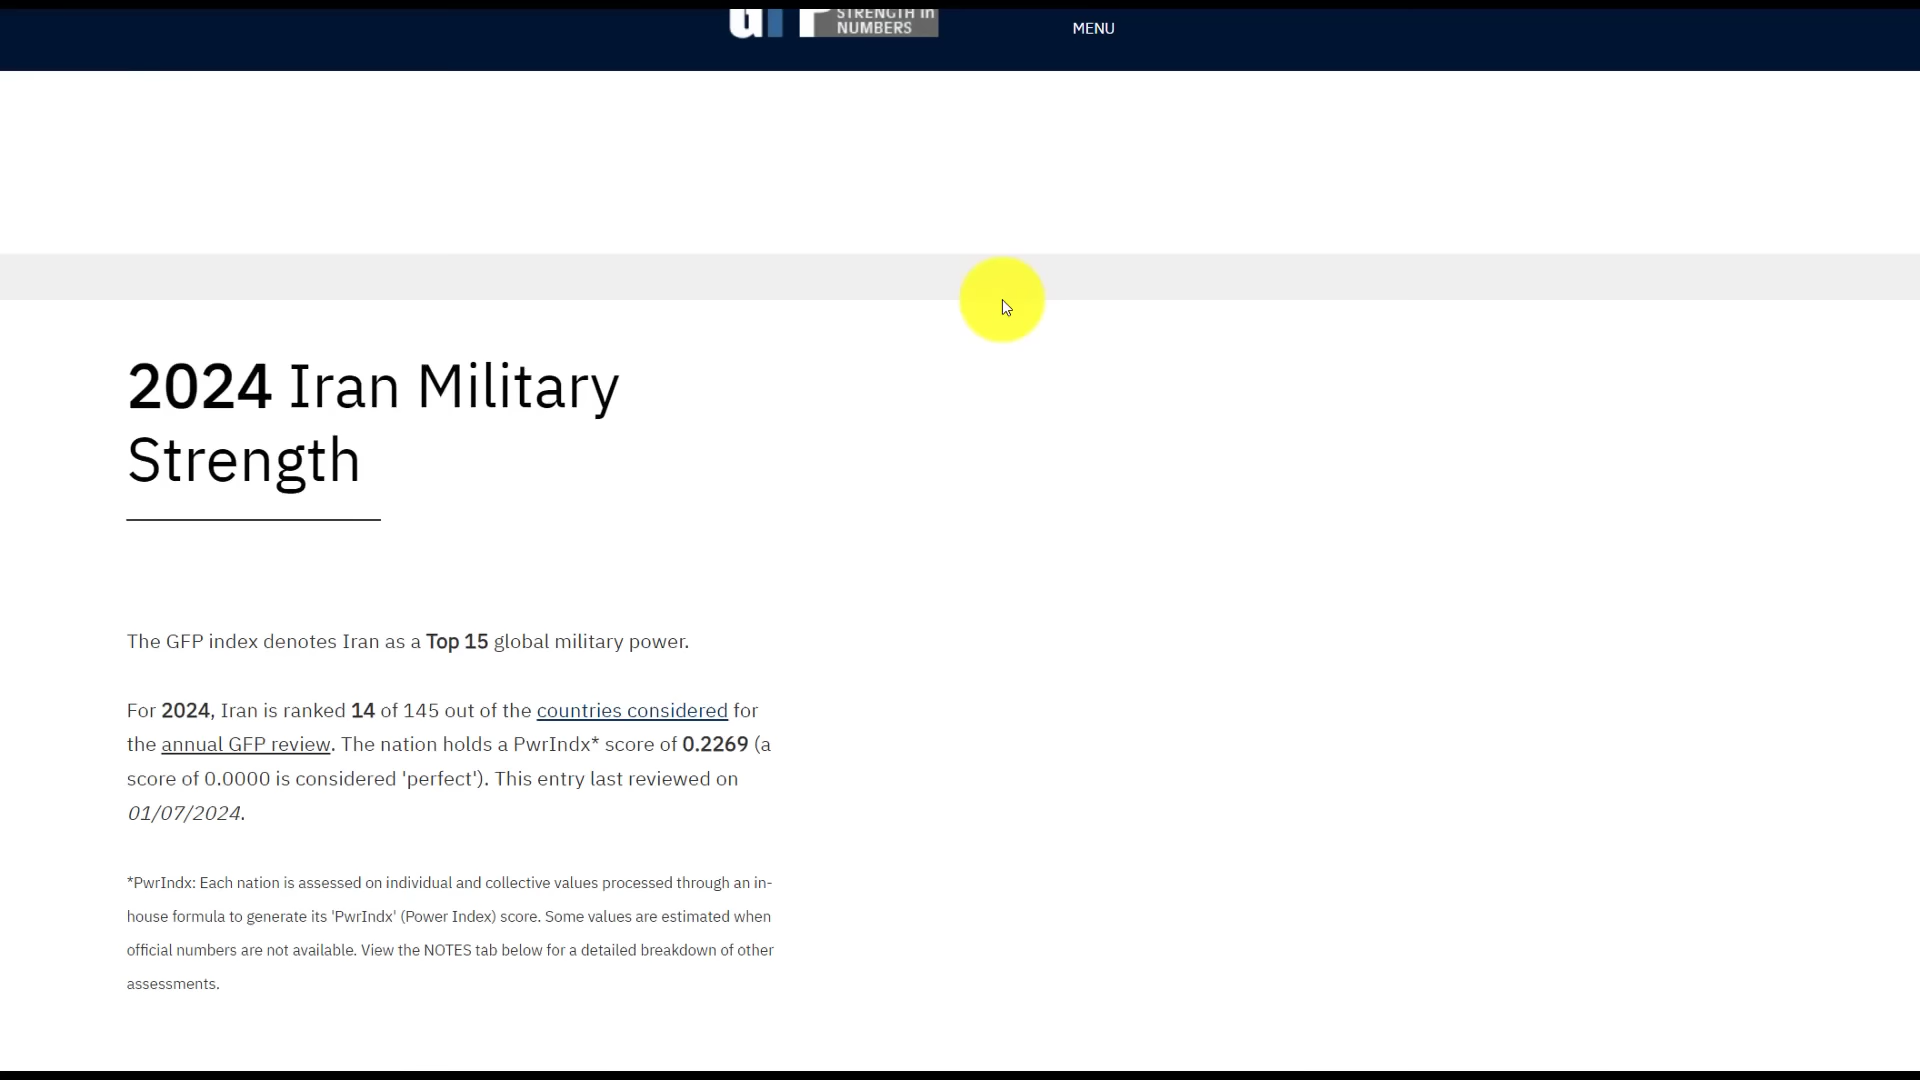 GFP STRENGTH in
NUMBERS
MENU
2024 Iran Military
Strength
The GFP index denotes Iran as a Top 15 global military power.
For 2024, Iran is ranked 14 of 145 out of the countries considered for
the annual GFP review. The nation holds a PwrIndx* score of 0.2269 (a
score of 0.0000 is considered 'perfect'). This entry last reviewed on
01/07/2024.
*PwrIndx: Each nation is assessed on individual and collective values processed through an in-
house formula to generate its 'PwrIndx' (Power Index) score. Some values are estimated when
official numbers are not available. View the NOTES tab below for a detailed breakdown of other
assessments.